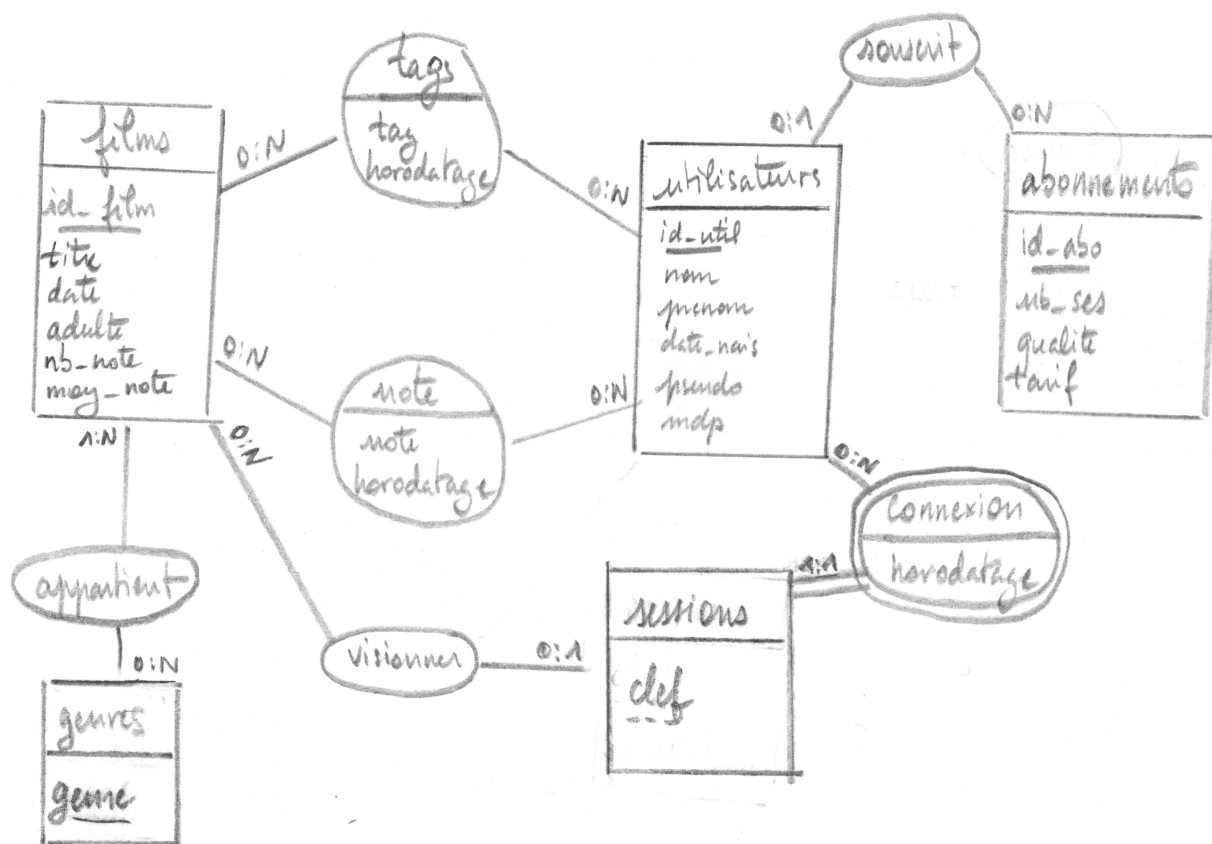 souscrit
0:1
0:N
tags
tag
horodatage
0:N
0:N
films
id_film
titre
date
adulte
nb_note
moy_note
utilisateurs
id_util
nom
prenom
date_nais
pseudo
mdp
abonnements
id_abo
nb_ses
qualite
tarif
0:N
0:N
note
note
horodatage
1:N
0:N
0:N
connexion
horodatage
1:1
appartient
visionner
0:1
sessions
clef
0:N
genres
genre